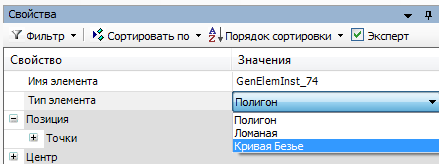 Свойства
Фильтр Сортировать по Порядок сортировки Эксперт
Свойство Значения
Имя элемента GenElemInst_74
Тип элемента Полигон
Позиция Полигон
Точки Ломаная
Кривая Безье
Центр